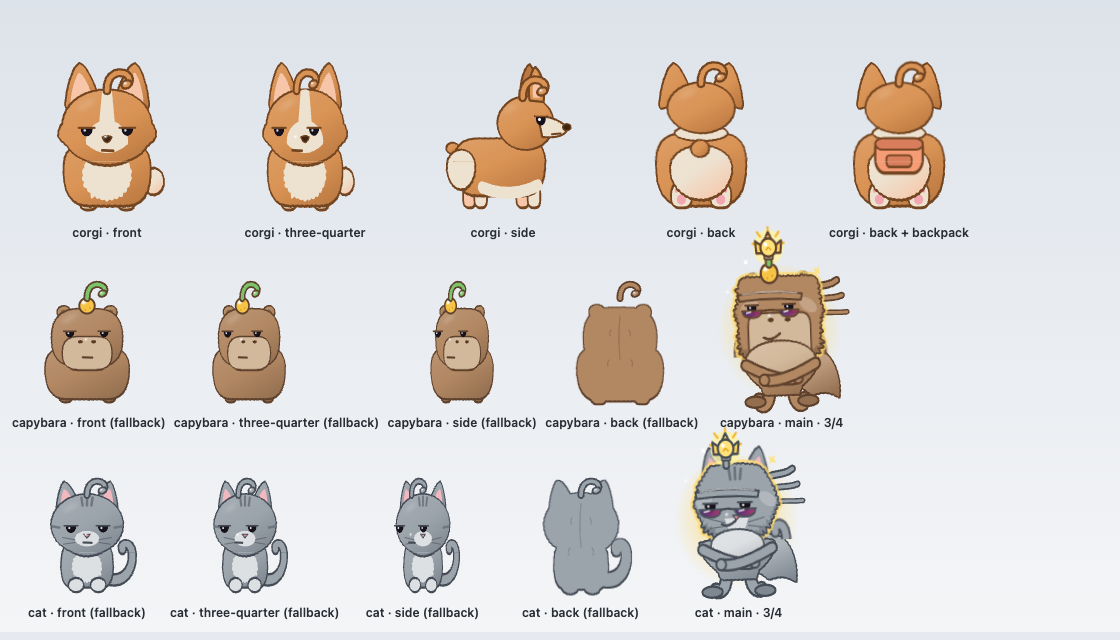 corgi · front
corgi · three-quarter
corgi · side
corgi · back
corgi · back + backpack
capybara · front (fallback)
capybara · three-quarter (fallback)
capybara · side (fallback)
capybara · back (fallback)
capybara · main · 3/4
cat · front (fallback)
cat · three-quarter (fallback)
cat · side (fallback)
cat · back (fallback)
cat · main · 3/4